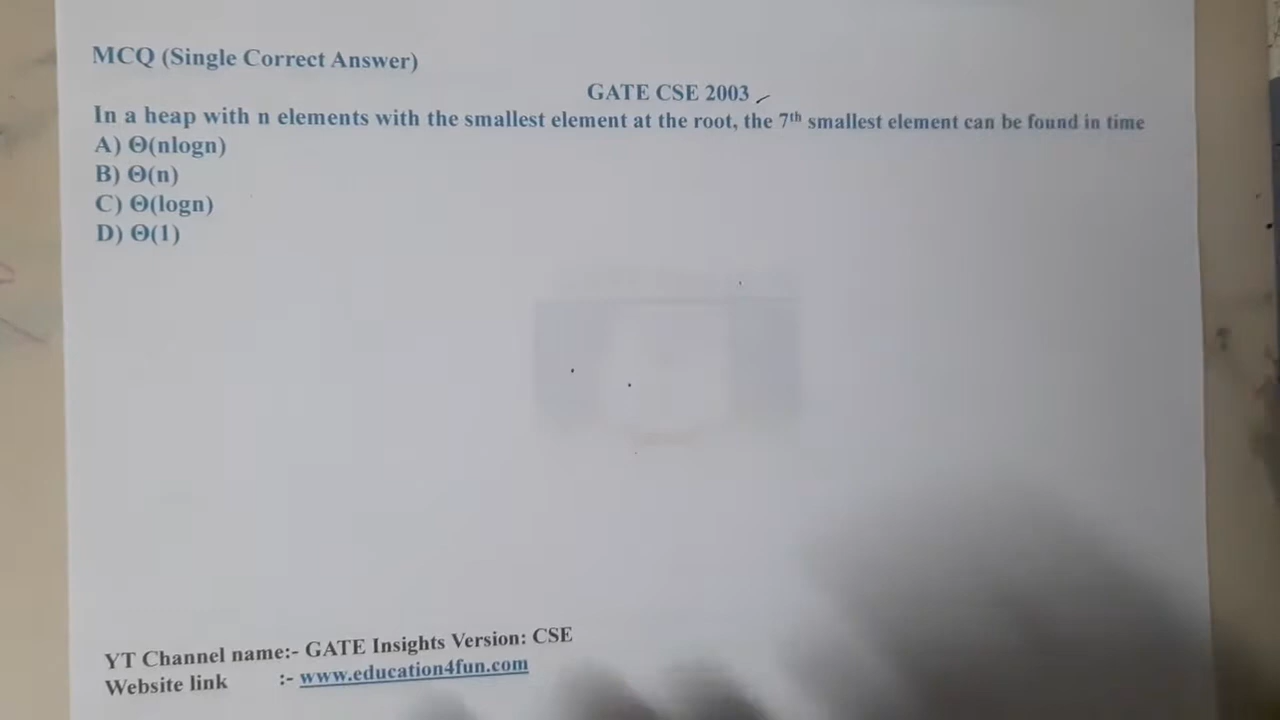 MCQ (Single Correct Answer)
GATE CSE 2003
In a heap with n elements with the smallest element at the root, the 7th smallest element can be found in time
A) Θ(nlogn)
B) Θ(n)
C) Θ(logn)
D) Θ(1)
YT Channel name:- GATE Insights Version: CSE
Website link :- www.education4fun.com